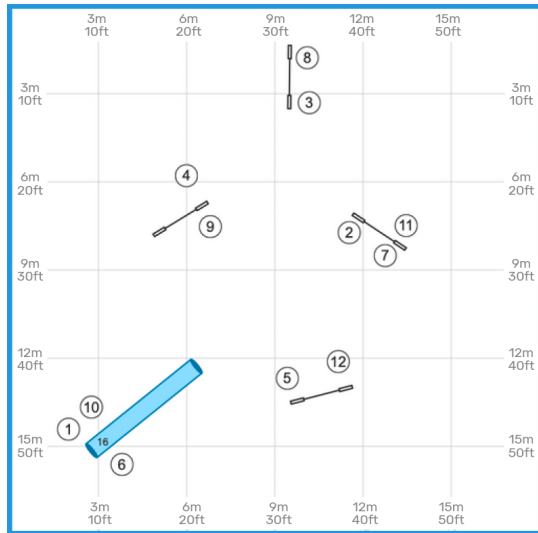 3m 6m 9m 12m 15m
10ft 20ft 30ft 40ft 50ft
8
3m 3m
10ft 3 10ft
4
6m 6m
20ft 20ft
9 2 11
7
9m 9m
30ft 30ft
12m 12m
40ft 12 40ft
5
10
1
16
15m 15m
50ft 50ft
6
3m 6m 9m 12m 15m
10ft 20ft 30ft 40ft 50ft